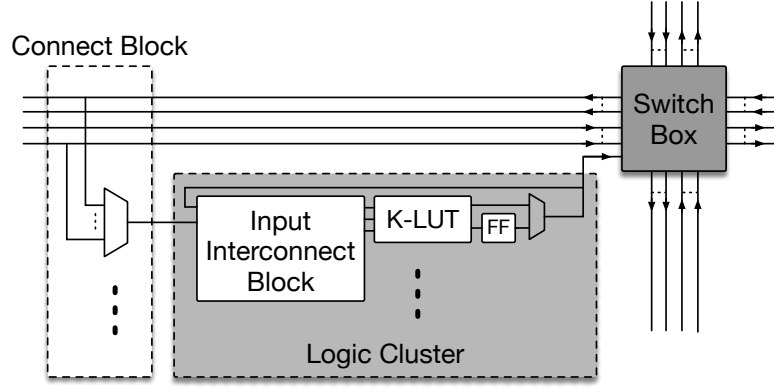 Connect Block
Switch
Box
Input
Interconnect
Block
K-LUT
FF
Logic Cluster